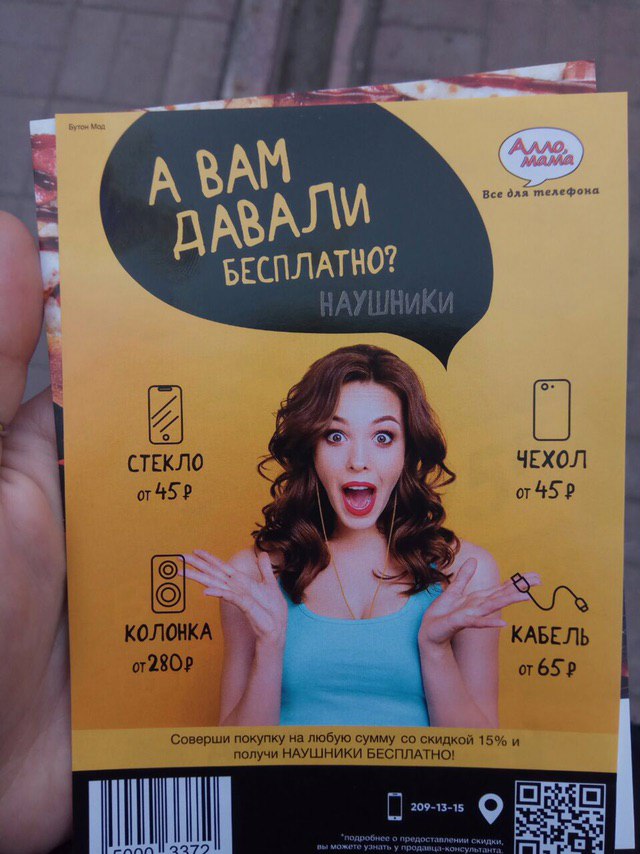 Бутон Мод
А ВАМ
ДАВАЛИ
БЕСПЛАТНО?
НАУШНИКИ
Алло,
мама
Все для телефона
СТЕКЛО
от 45 ₽
ЧЕХОЛ
от 45 ₽
КОЛОНКА
от 280 ₽
КАБЕЛЬ
от 65 ₽
Соверши покупку на любую сумму со скидкой 15% и
получи НАУШНИКИ БЕСПЛАТНО!
209-13-15
*подробнее о предоставлении скидки,
вы можете узнать у продавца-консультанта.
5000 3372